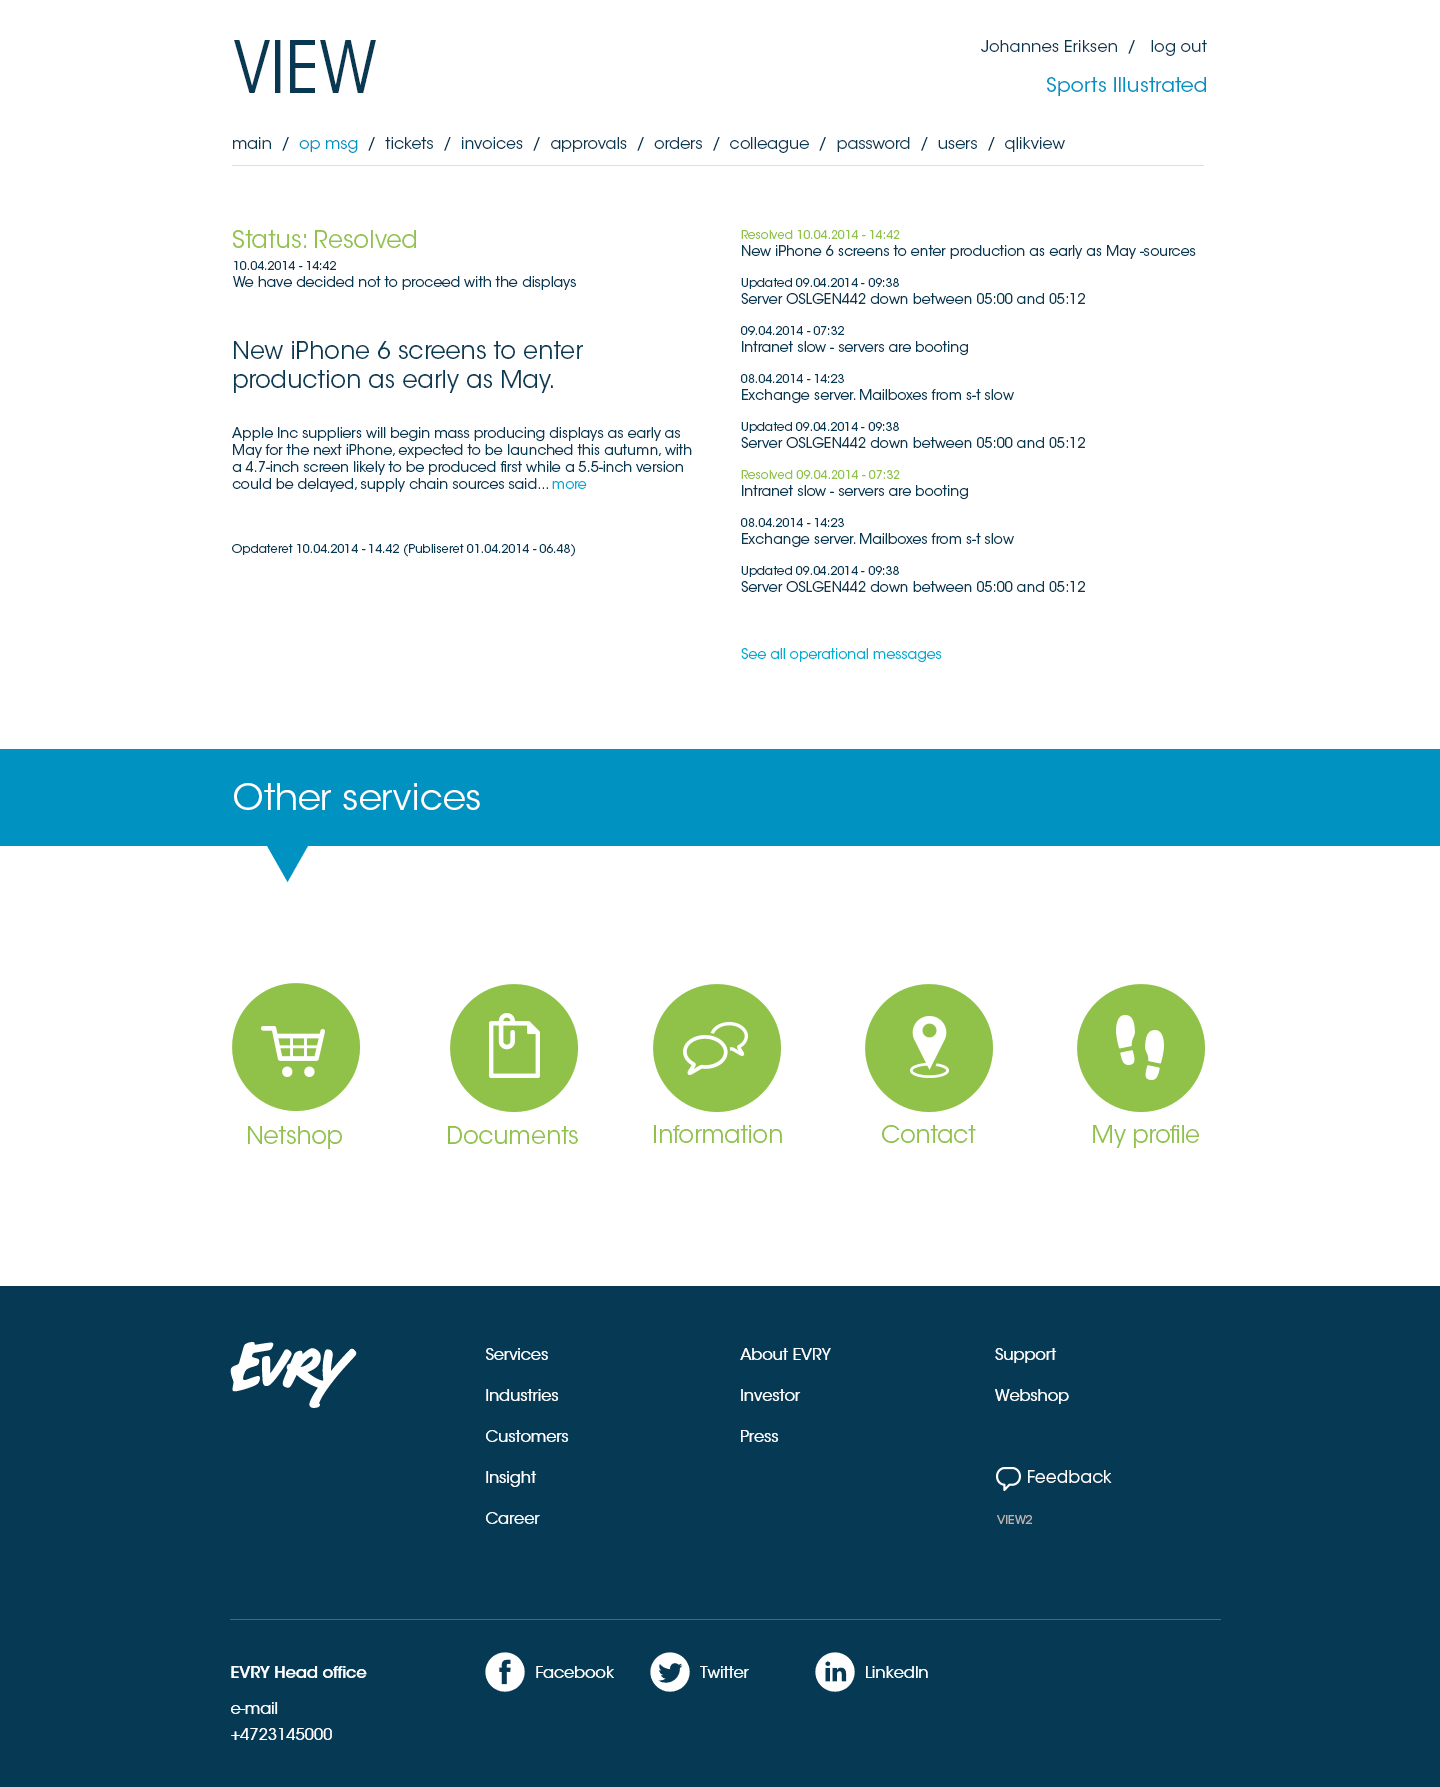 VIEW
Johannes Eriksen / log out
Sports Illustrated
main / op msg / tickets / invoices / approvals / orders / colleague / password / users / qlikview
Status: Resolved
10.04.2014 - 14:42
We have decided not to proceed with the displays
New iPhone 6 screens to enter
production as early as May.
Apple Inc suppliers will begin mass producing displays as early as
May for the next iPhone, expected to be launched this autumn, with
a 4.7-inch screen likely to be produced first while a 5.5-inch version
could be delayed, supply chain sources said... more
Opdateret 10.04.2014 - 14.42 (Publiseret 01.04.2014 - 06.48)
Resolved 10.04.2014 - 14:42
New iPhone 6 screens to enter production as early as May -sources
Updated 09.04.2014 - 09:38
Server OSLGEN442 down between 05:00 and 05:12
09.04.2014 - 07:32
Intranet slow - servers are booting
08.04.2014 - 14:23
Exchange server. Mailboxes from s-t slow
Updated 09.04.2014 - 09:38
Server OSLGEN442 down between 05:00 and 05:12
Resolved 09.04.2014 - 07:32
Intranet slow - servers are booting
08.04.2014 - 14:23
Exchange server. Mailboxes from s-t slow
Updated 09.04.2014 - 09:38
Server OSLGEN442 down between 05:00 and 05:12
See all operational messages
Other services
Netshop
Documents
Information
Contact
My profile
EVRY
Services
Industries
Customers
Insight
Career
About EVRY
Investor
Press
Support
Webshop
Feedback
VIEW2
EVRY Head office
e-mail
+4723145000
Facebook
Twitter
LinkedIn